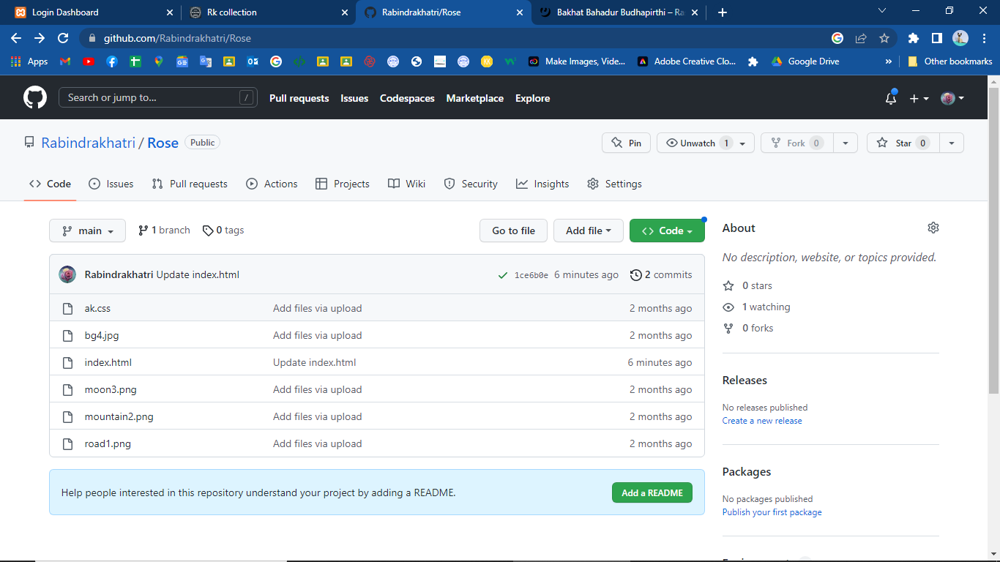 Login Dashboard
Rk collection
Rabindrakhatri/Rose
Bakhat Bahadur Budhapirthi – Ra
github.com/Rabindrakhatri/Rose
Apps
Make Images, Vide...
Adobe Creative Clo...
Google Drive
»
Other bookmarks
Search or jump to...
/
Pull requests
Issues
Codespaces
Marketplace
Explore
Rabindrakhatri / Rose
Public
Pin
Unwatch 1
Fork 0
Star 0
Code
Issues
Pull requests
Actions
Projects
Wiki
Security
Insights
Settings
main
1 branch
0 tags
Go to file
Add file
Code
Rabindrakhatri Update index.html
1ce6b0e 6 minutes ago
2 commits
ak.css Add files via upload 2 months ago
bg4.jpg Add files via upload 2 months ago
index.html Update index.html 6 minutes ago
moon3.png Add files via upload 2 months ago
mountain2.png Add files via upload 2 months ago
road1.png Add files via upload 2 months ago
Help people interested in this repository understand your project by adding a README.
Add a README
About
No description, website, or topics provided.
0 stars
1 watching
0 forks
Releases
No releases published
Create a new release
Packages
No packages published
Publish your first package